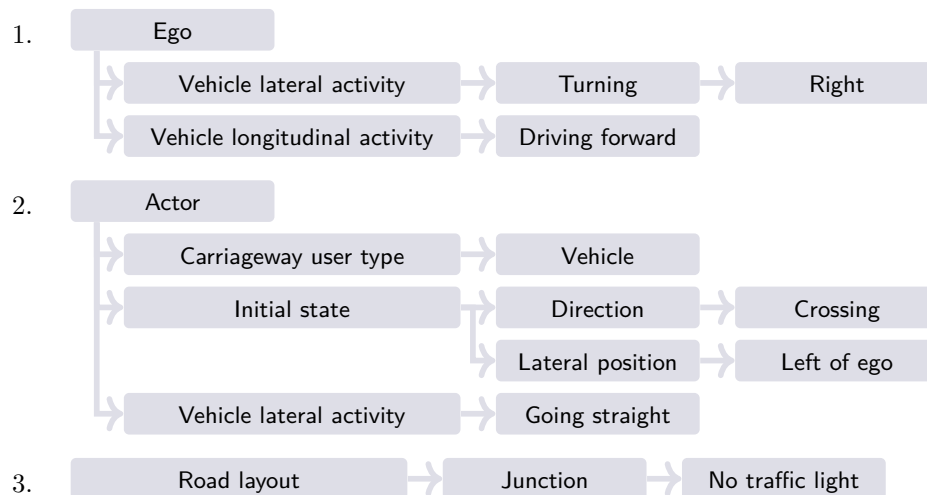 1. Ego
Vehicle lateral activity Turning Right
Vehicle longitudinal activity Driving forward
2. Actor
Carriageway user type Vehicle
Initial state Direction Crossing
Lateral position Left of ego
Vehicle lateral activity Going straight
3. Road layout Junction No traffic light